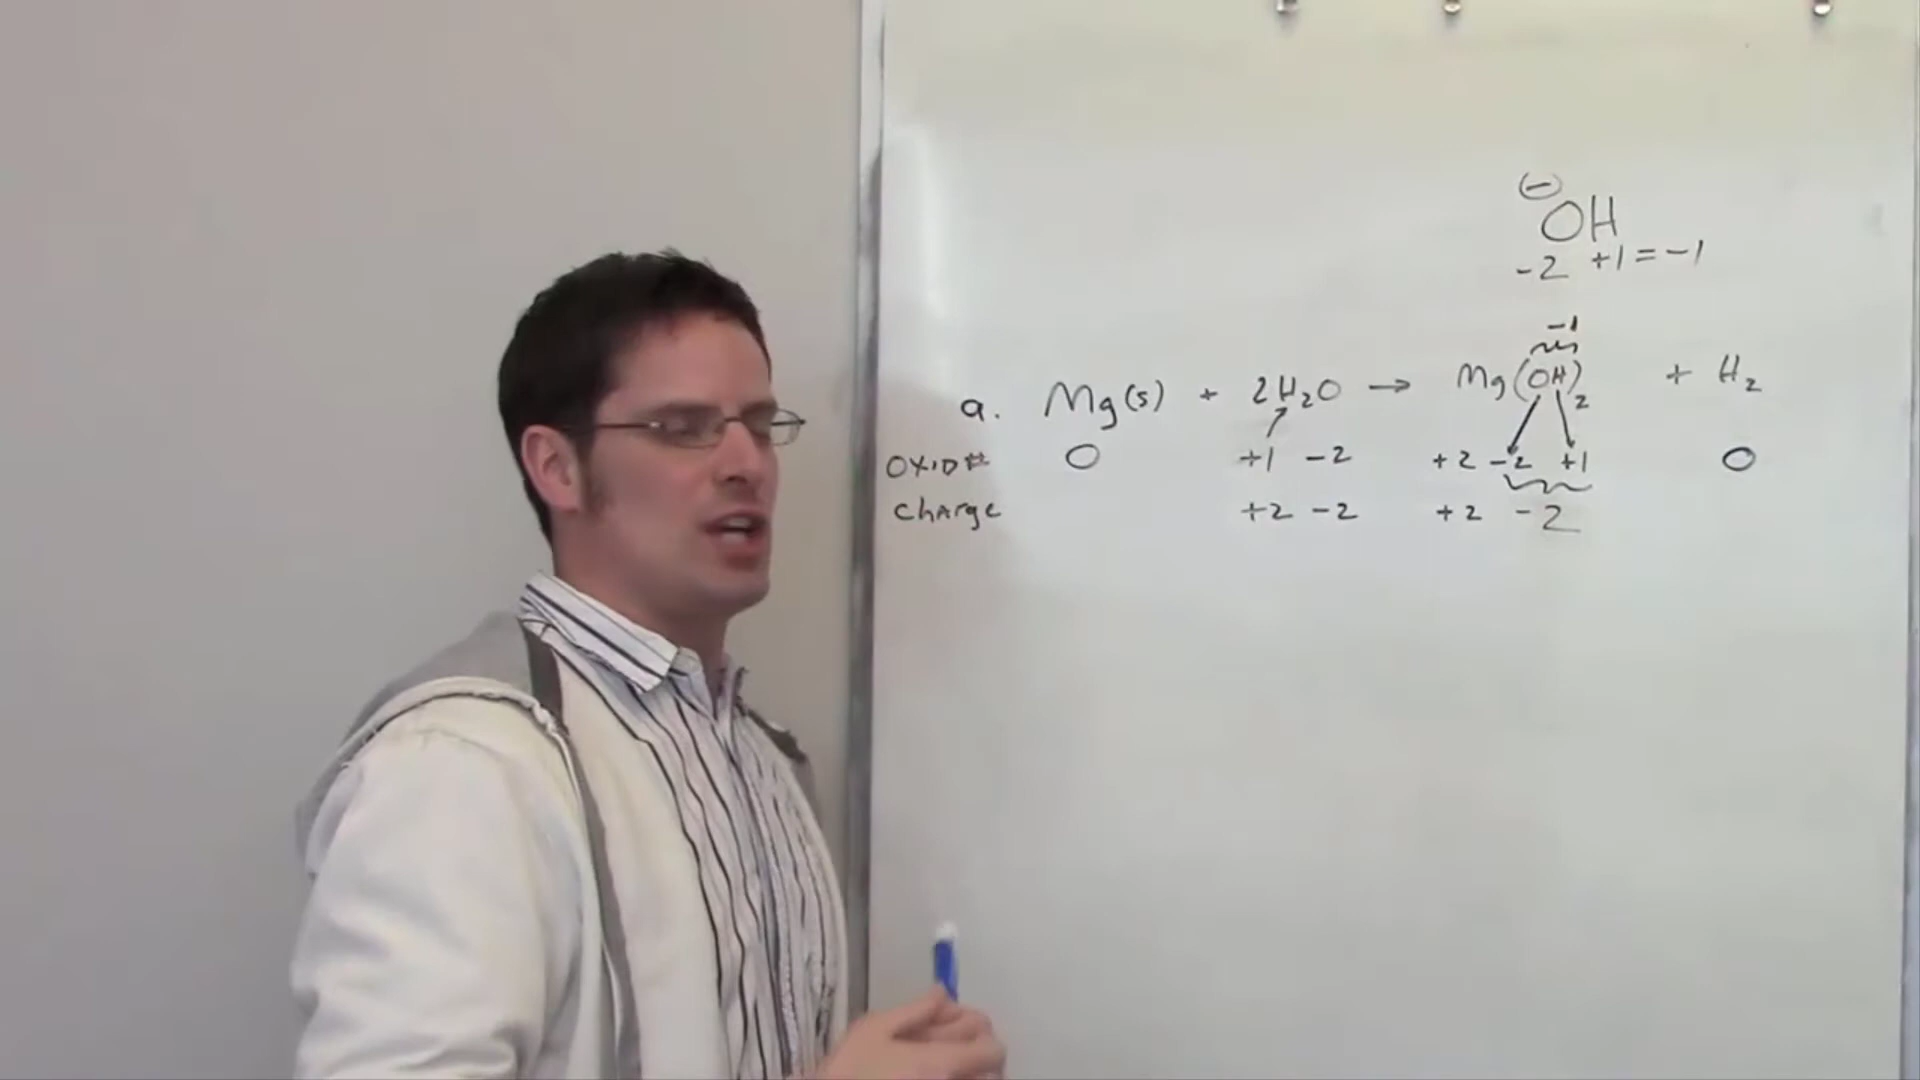 ⊖
OH
-2 +1 = -1
-1
a. Mg(s) + 2H₂O → Mg(OH)₂ + H₂
OXID# 0 +1 -2 +2 -2 +1 0
charge +2 -2 +2 -2